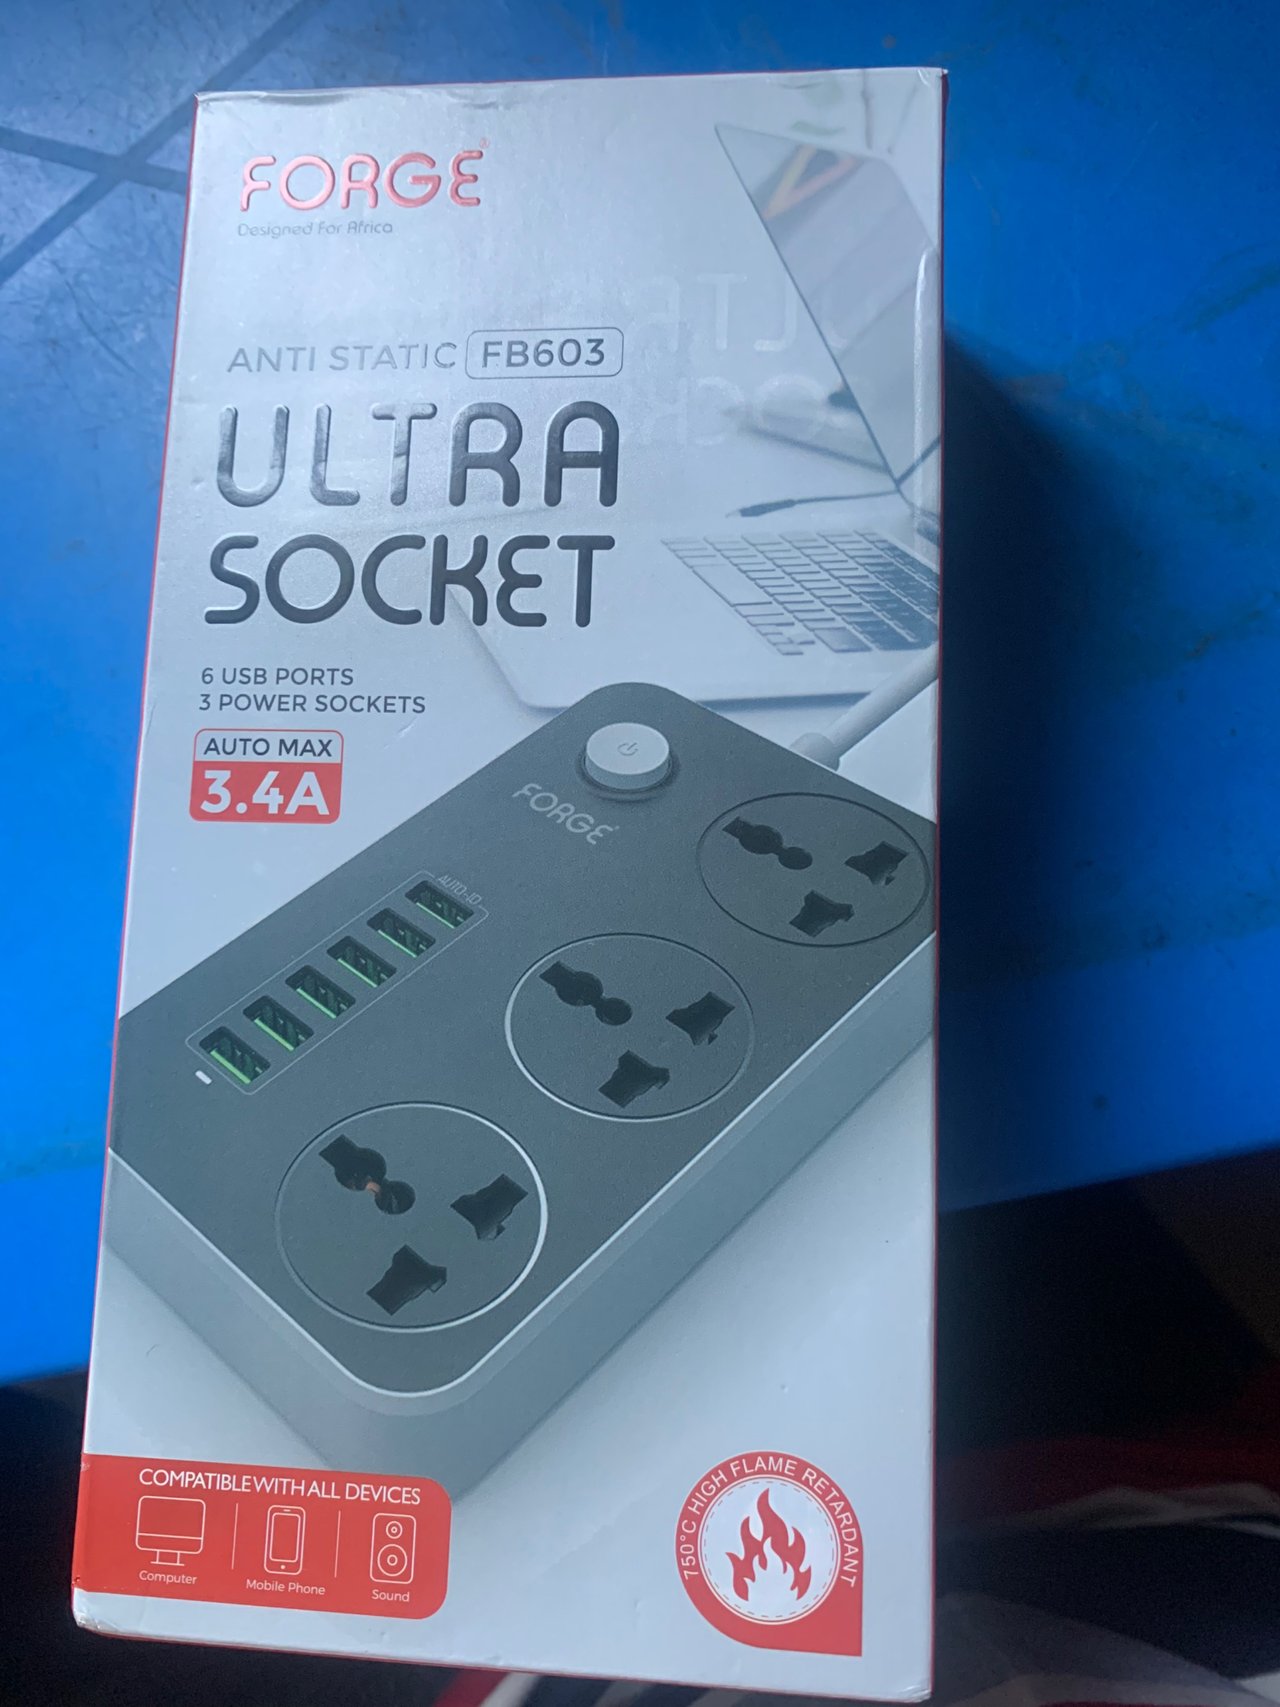 FORGE®
Designed For Africa
ANTI STATIC FB603
ULTRA
SOCKET
6 USB PORTS
3 POWER SOCKETS
AUTO MAX
3.4A
FORGE
AUTO-ID
COMPATIBLE WITH ALL DEVICES
Computer
Mobile Phone
Sound
750°C HIGH FLAME RETARDANT